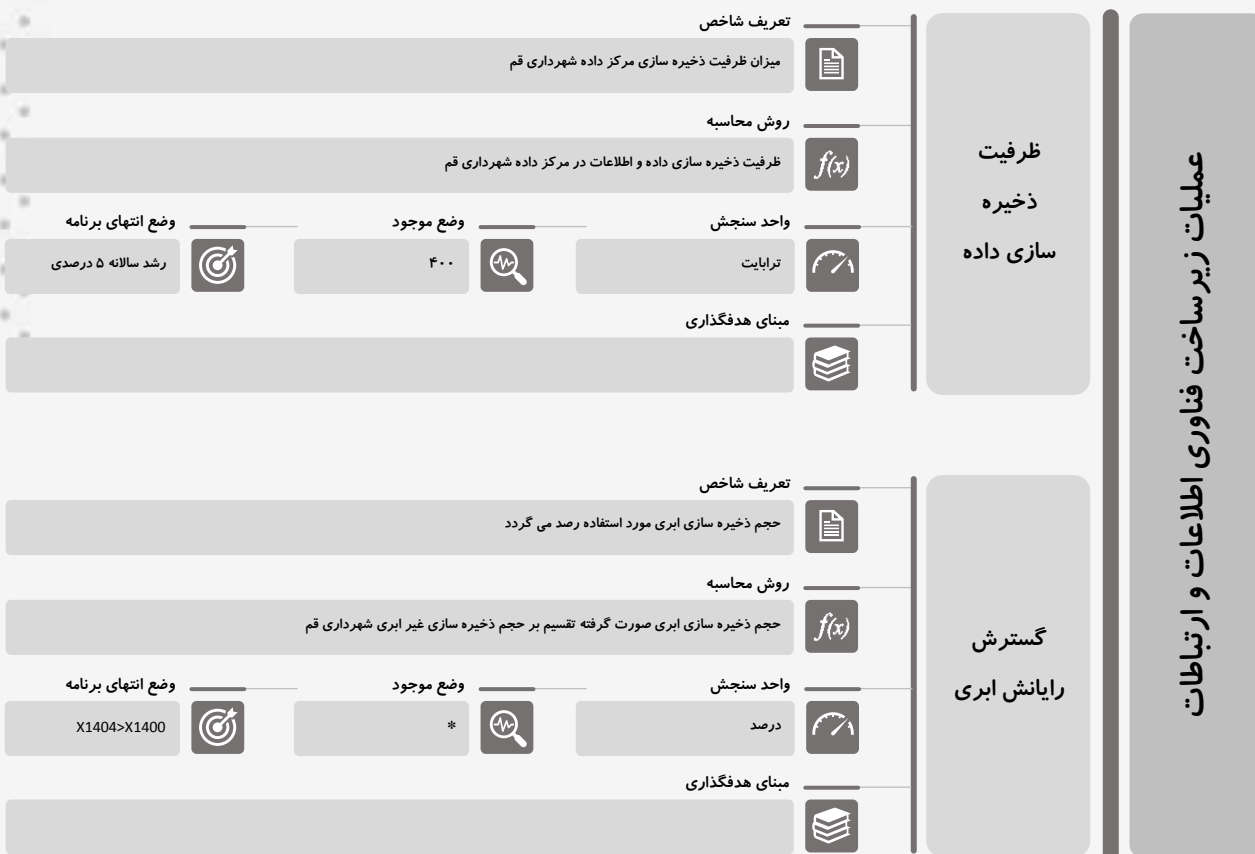 عملیات زیرساخت فناوری اطلاعات و ارتباطات
ظرفیت
ذخیره
سازی داده
تعریف شاخص
میزان ظرفیت ذخیره سازی مرکز داده شهرداری قم
روش محاسبه
f(x)
ظرفیت ذخیره سازی داده و اطلاعات در مرکز داده شهرداری قم
واحد سنجش
ترابایت
وضع موجود
۴۰۰
وضع انتهای برنامه
رشد سالانه ۵ درصدی
مبنای هدفگذاری
گسترش
رایانش ابری
تعریف شاخص
حجم ذخیره سازی ابری مورد استفاده رصد می گردد
روش محاسبه
f(x)
حجم ذخیره سازی ابری صورت گرفته تقسیم بر حجم ذخیره سازی غیر ابری شهرداری قم
واحد سنجش
درصد
وضع موجود
*
وضع انتهای برنامه
X1404>X1400
مبنای هدفگذاری